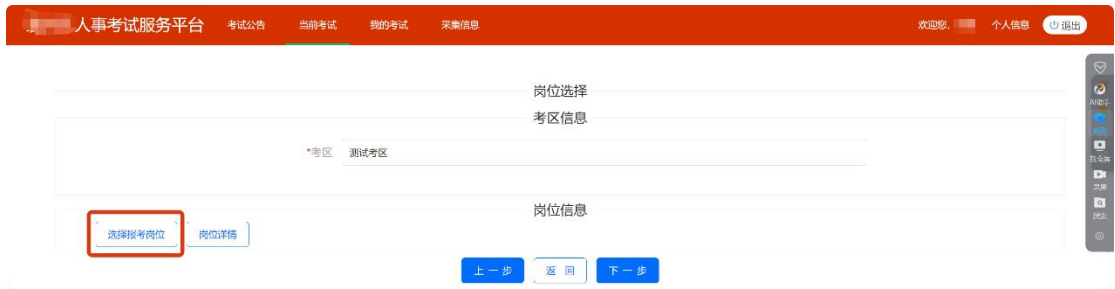 人事考试服务平台 考试公告 当前考试 我的考试 采集信息 欢迎您, 个人信息 退出
岗位选择
考区信息
*考区 测试考区
岗位信息
选择报考岗位 岗位详情
上一步 返回 下一步
AI助手